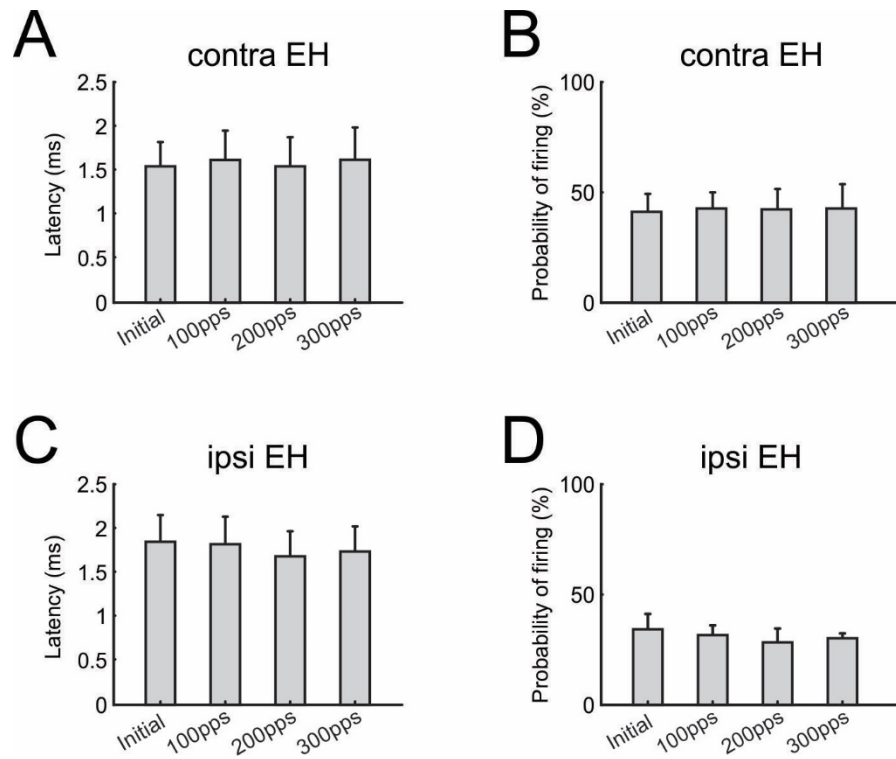 A
contra EH
Latency (ms)
2.5
2
1.5
1
0.5
0
Initial
100pps
200pps
300pps
B
contra EH
Probability of firing (%)
100
50
0
Initial
100pps
200pps
300pps
C
ipsi EH
Latency (ms)
2.5
2
1.5
1
0.5
0
Initial
100pps
200pps
300pps
D
ipsi EH
Probability of firing (%)
100
50
0
Initial
100pps
200pps
300pps